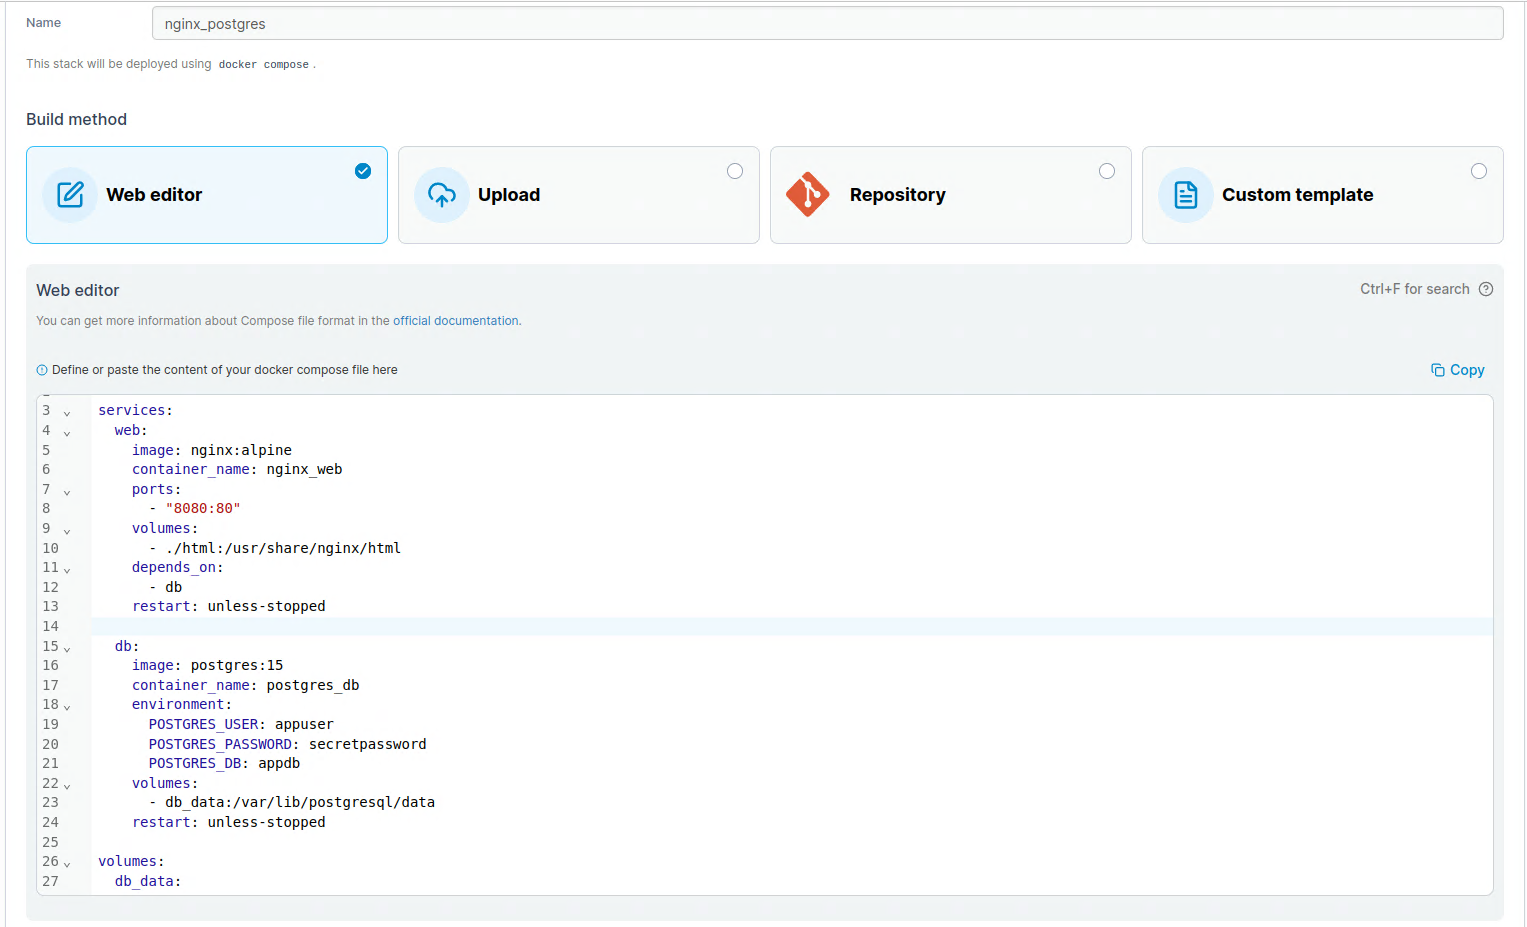 Name
nginx_postgres
This stack will be deployed using docker compose .
Build method
Web editor
Upload
Repository
Custom template
Web editor
Ctrl+F for search
You can get more information about Compose file format in the official documentation.
Define or paste the content of your docker compose file here
Copy
3 services:
4   web:
5     image: nginx:alpine
6     container_name: nginx_web
7     ports:
8       - "8080:80"
9     volumes:
10       - ./html:/usr/share/nginx/html
11     depends_on:
12       - db
13     restart: unless-stopped
14
15   db:
16     image: postgres:15
17     container_name: postgres_db
18     environment:
19       POSTGRES_USER: appuser
20       POSTGRES_PASSWORD: secretpassword
21       POSTGRES_DB: appdb
22     volumes:
23       - db_data:/var/lib/postgresql/data
24     restart: unless-stopped
25
26 volumes:
27   db_data: